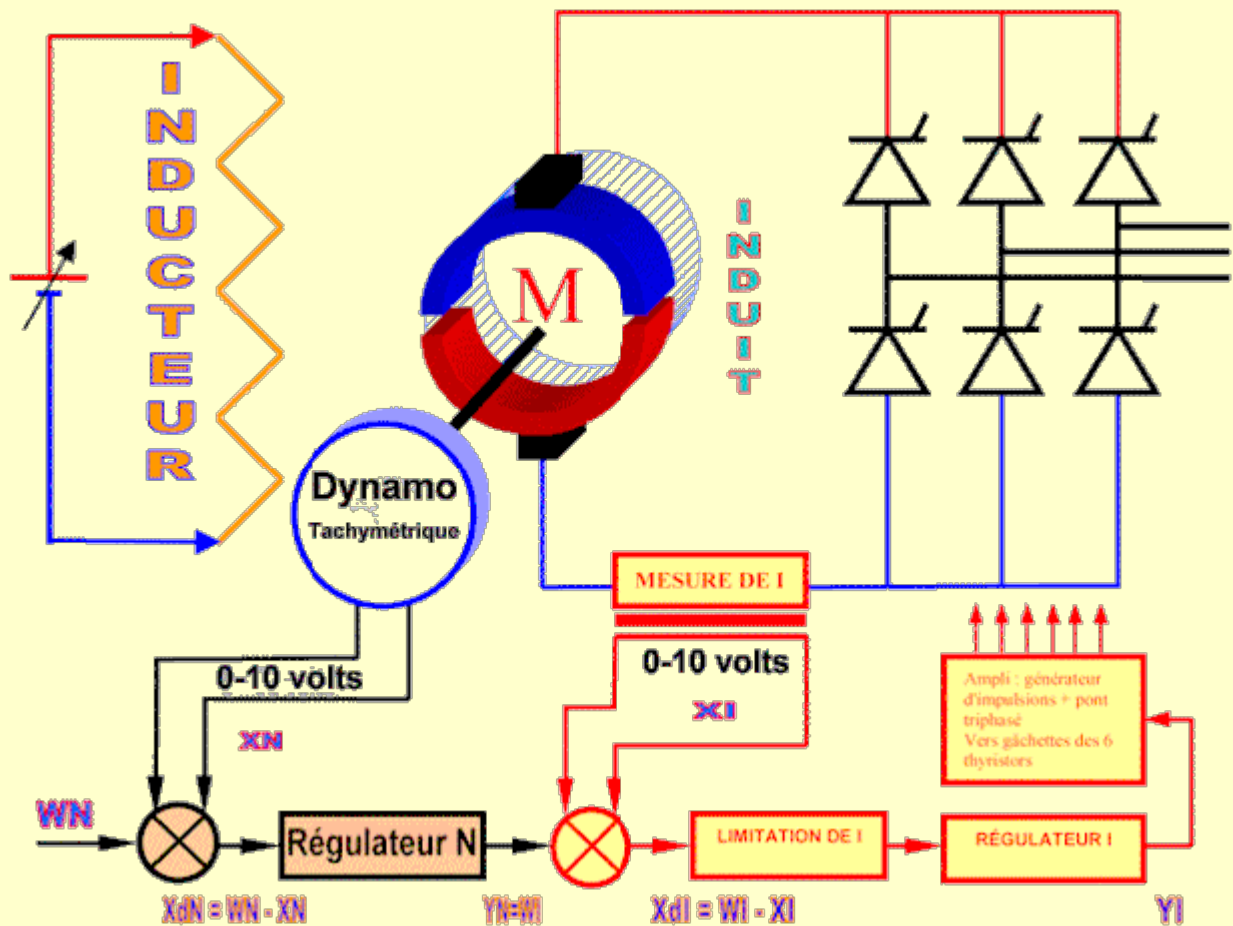 INDUCTEUR
M
INDUIT
Dynamo
Tachymétrique
MESURE DE I
0-10 volts
XN
0-10 volts
XI
Ampli : générateur
d'impulsions + pont
triphasé
Vers gâchettes des 6
thyristors
WN
Régulateur N
LIMITATION DE I
RÉGULATEUR I
XdN = WN - XN
YN=WI
XdI = WI - XI
YI